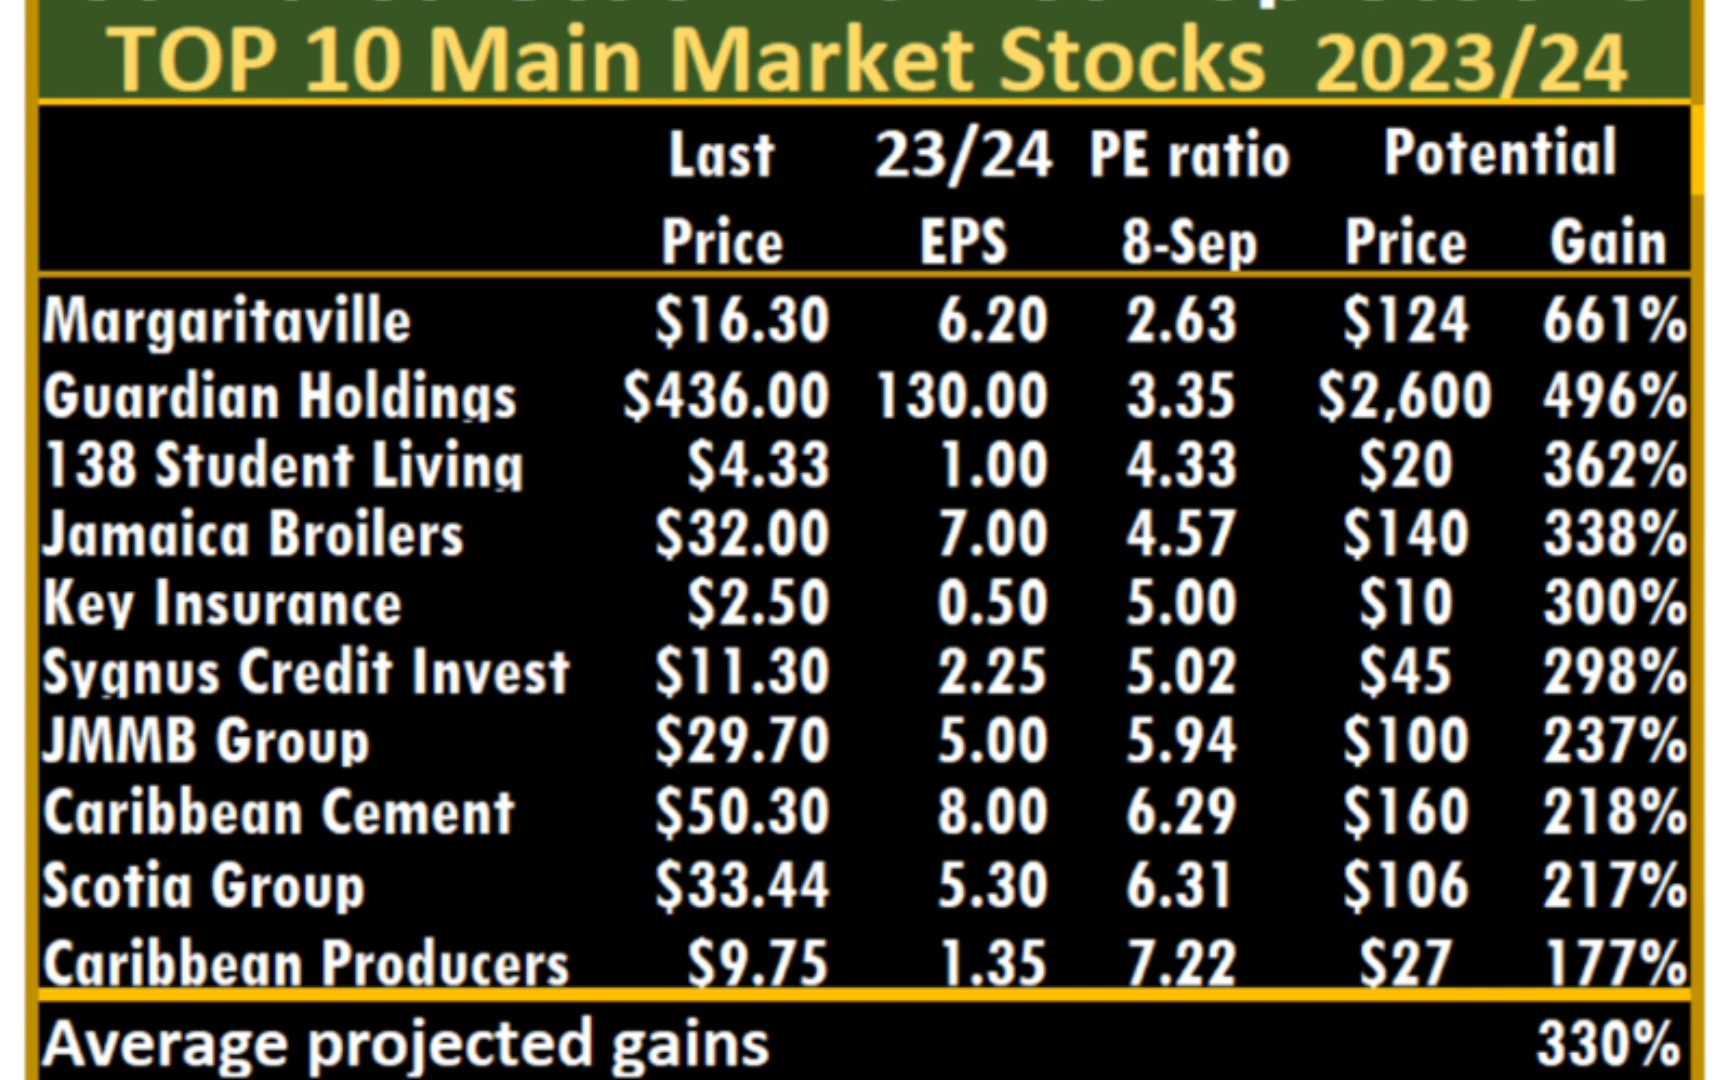 TOP 10 Main Market Stocks 2023/24
Last 23/24 PE ratio Potential
Price EPS 8-Sep Price Gain
Margaritaville $16.30 6.20 2.63 $124 661%
Guardian Holdings $436.00 130.00 3.35 $2,600 496%
138 Student Living $4.33 1.00 4.33 $20 362%
Jamaica Broilers $32.00 7.00 4.57 $140 338%
Key Insurance $2.50 0.50 5.00 $10 300%
Sygnus Credit Invest $11.30 2.25 5.02 $45 298%
JMMB Group $29.70 5.00 5.94 $100 237%
Caribbean Cement $50.30 8.00 6.29 $160 218%
Scotia Group $33.44 5.30 6.31 $106 217%
Caribbean Producers $9.75 1.35 7.22 $27 177%
Average projected gains 330%